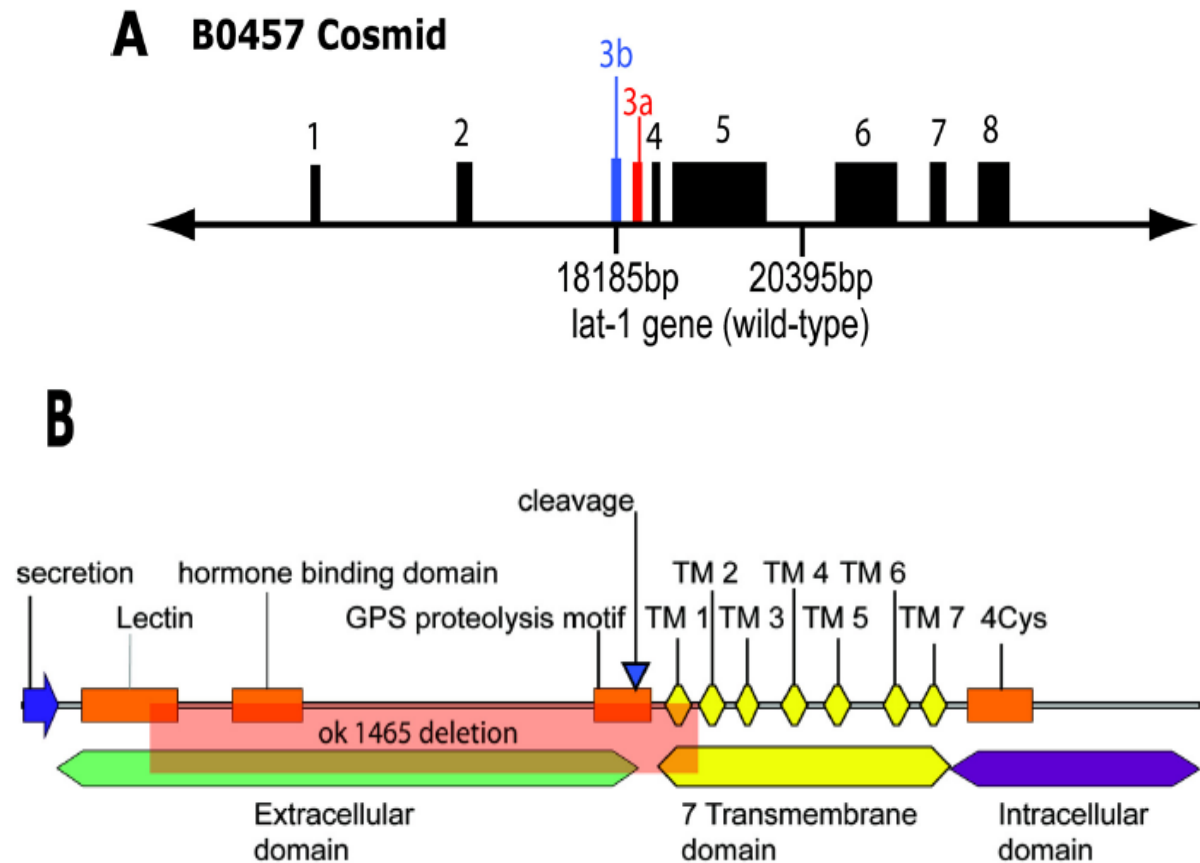 A B0457 Cosmid
3b
3a
1 2 4 5 6 7 8
18185bp 20395bp
lat-1 gene (wild-type)
B
cleavage
secretion hormone binding domain TM 2 TM 4 TM 6
Lectin GPS proteolysis motif TM 1 TM 3 TM 5 TM 7 4Cys
ok 1465 deletion
Extracellular 7 Transmembrane Intracellular
domain domain domain